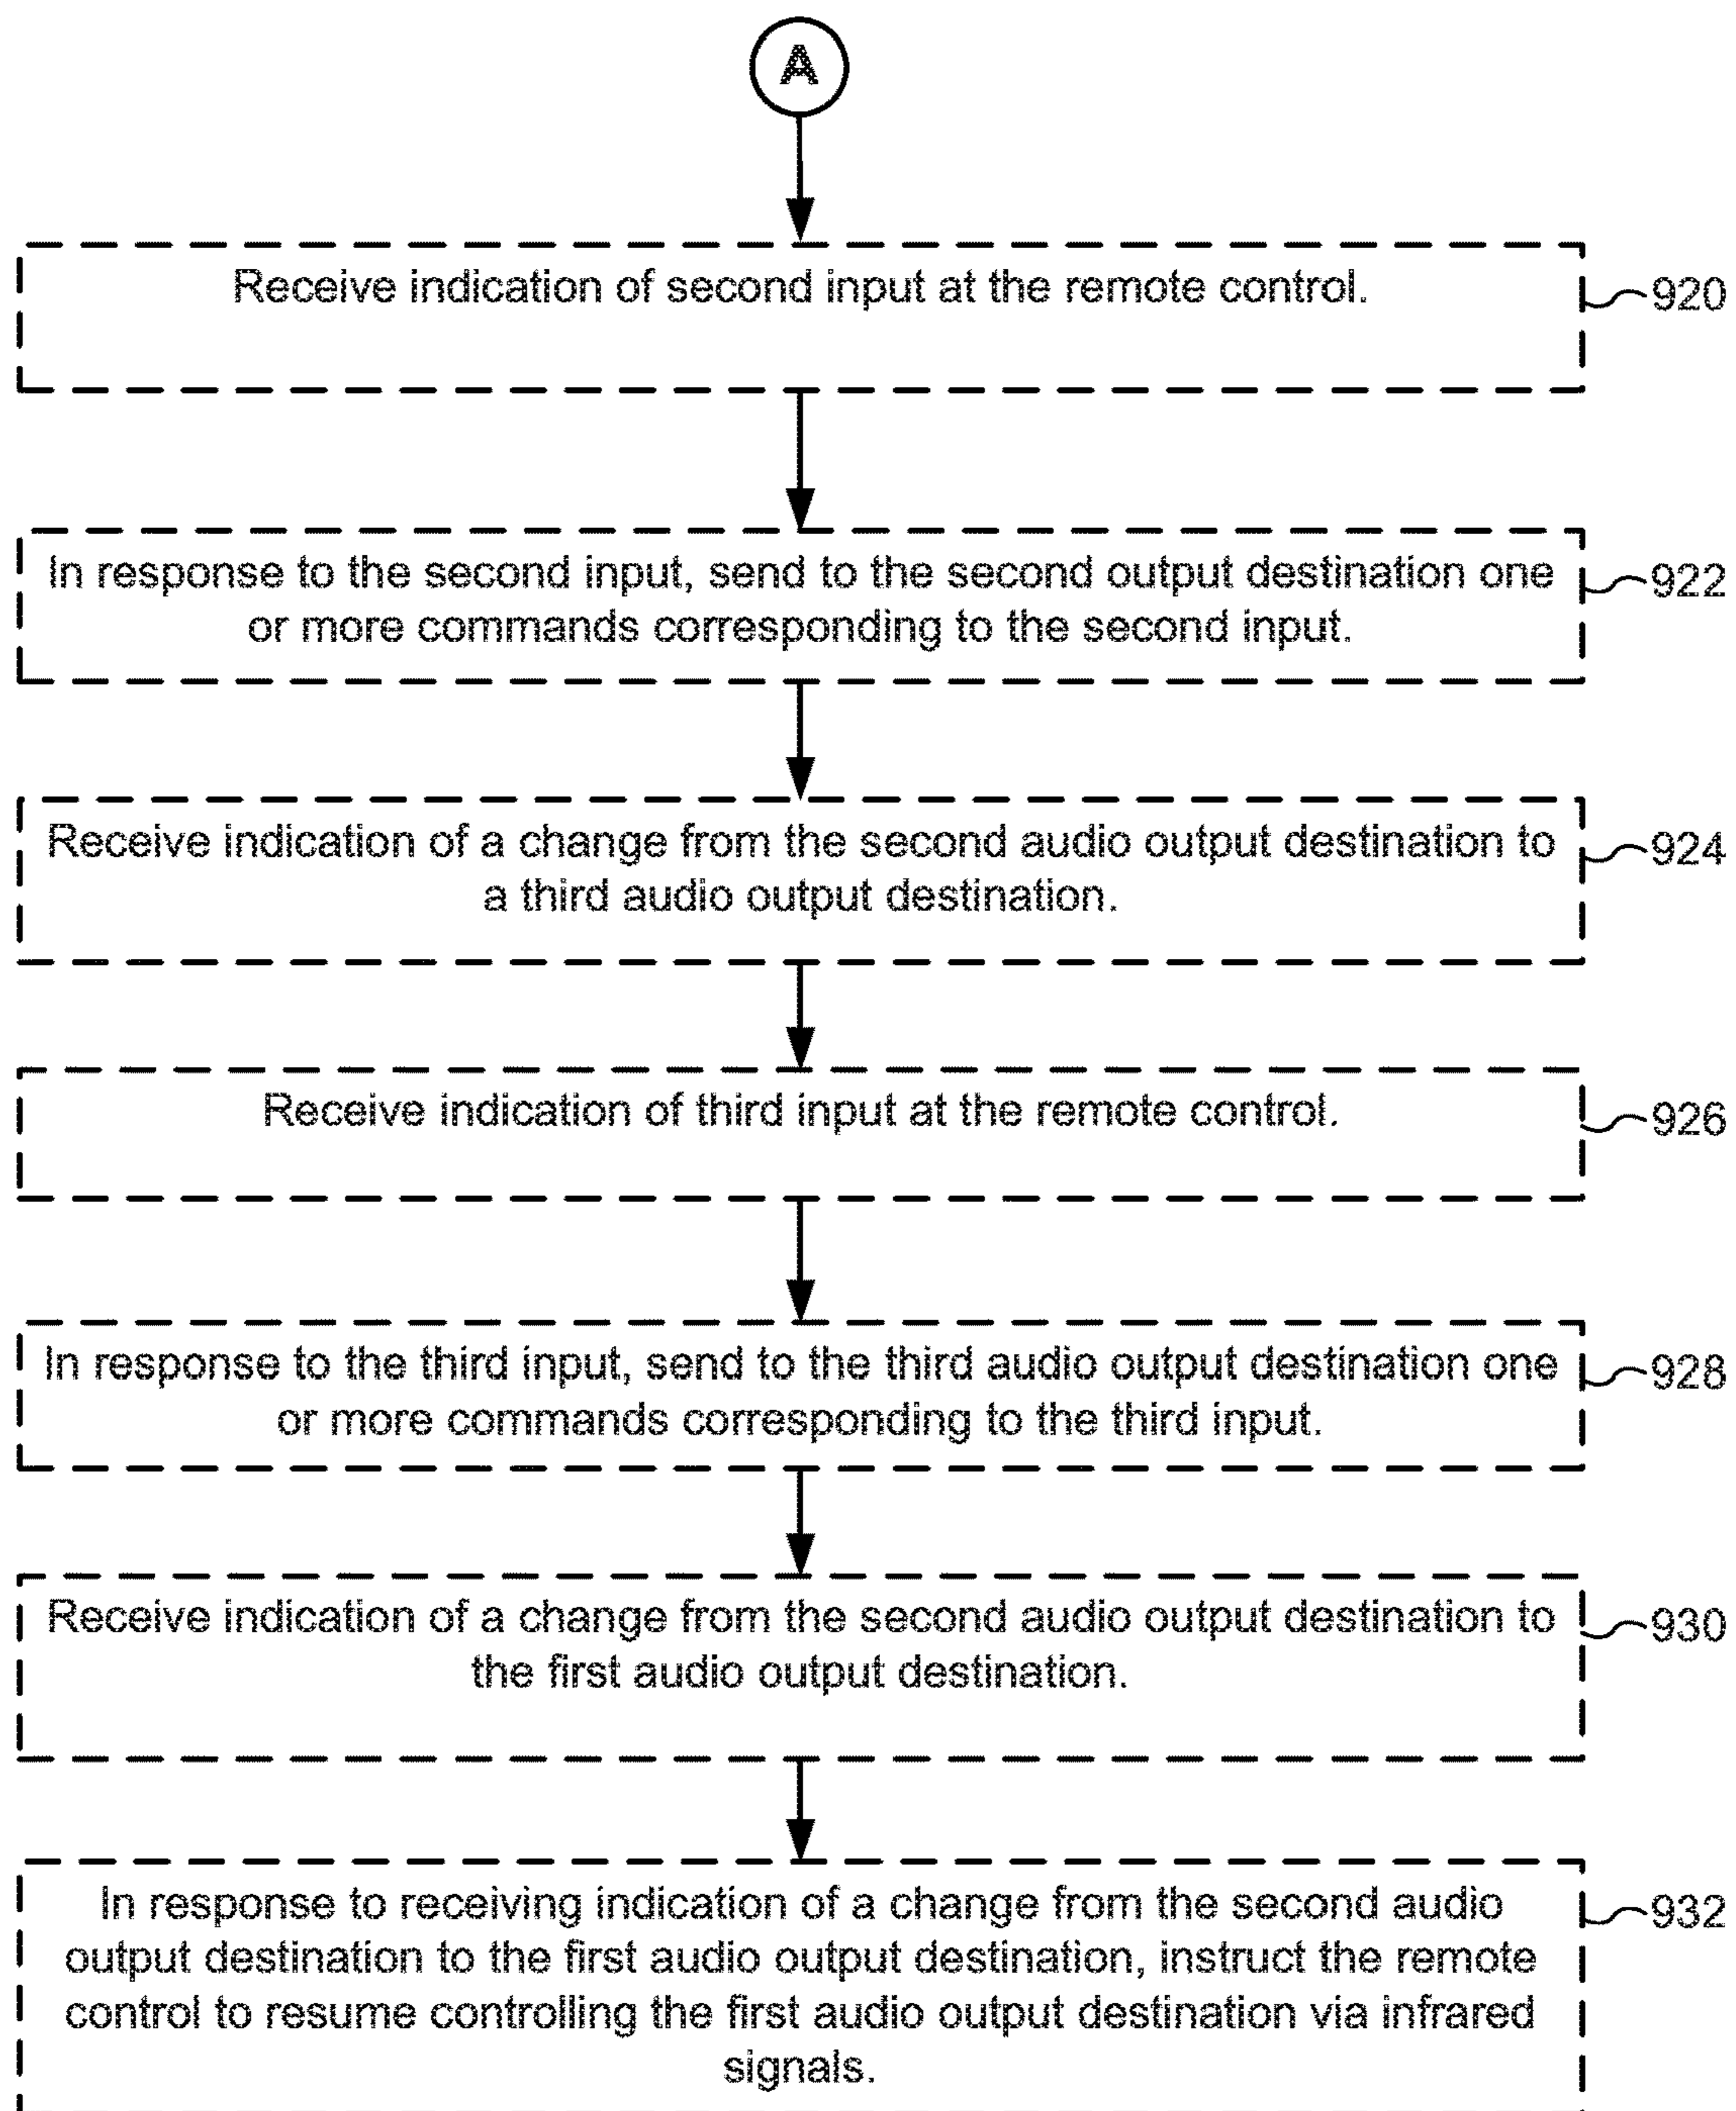 A
Receive indication of second input at the remote control.
920
In response to the second input, send to the second output destination one
or more commands corresponding to the second input.
922
Receive indication of a change from the second audio output destination to
a third audio output destination.
924
Receive indication of third input at the remote control.
926
In response to the third input, send to the third audio output destination one
or more commands corresponding to the third input.
928
Receive indication of a change from the second audio output destination to
the first audio output destination.
930
In response to receiving indication of a change from the second audio
output destination to the first audio output destination, instruct the remote
control to resume controlling the first audio output destination via infrared
signals.
932